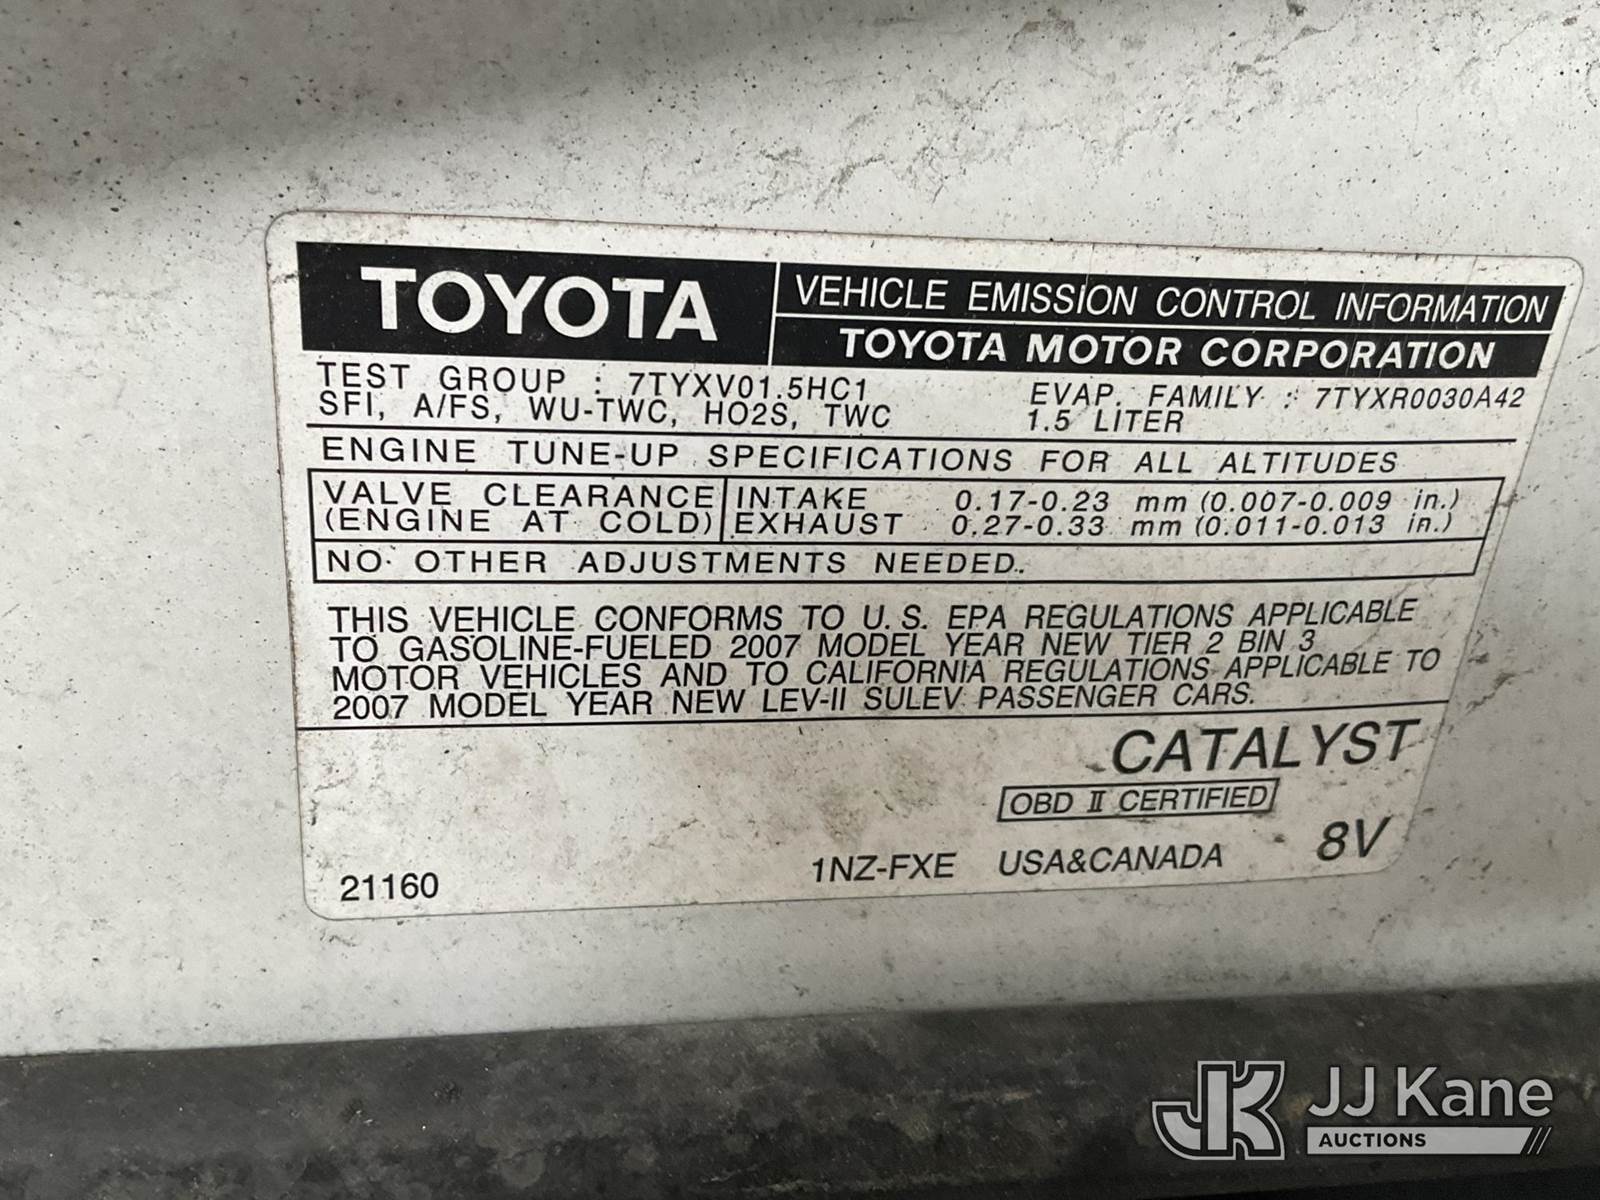 TOYOTA
VEHICLE EMISSION CONTROL INFORMATION
TOYOTA MOTOR CORPORATION
TEST GROUP : 7TYXV01.5HC1 EVAP. FAMILY : 7TYXR0030A42
SFI, A/FS, WU-TWC, HO2S, TWC 1.5 LITER
ENGINE TUNE-UP SPECIFICATIONS FOR ALL ALTITUDES
VALVE CLEARANCE INTAKE 0.17-0.23 mm (0.007-0.009 in.)
(ENGINE AT COLD) EXHAUST 0.27-0.33 mm (0.011-0.013 in.)
NO OTHER ADJUSTMENTS NEEDED.
THIS VEHICLE CONFORMS TO U.S. EPA REGULATIONS APPLICABLE
TO GASOLINE-FUELED 2007 MODEL YEAR NEW TIER 2 BIN 3
MOTOR VEHICLES AND TO CALIFORNIA REGULATIONS APPLICABLE TO
2007 MODEL YEAR NEW LEV-II SULEV PASSENGER CARS.
CATALYST
OBD II CERTIFIED
21160 1NZ-FXE USA&CANADA 8V
JK JJ Kane
AUCTIONS